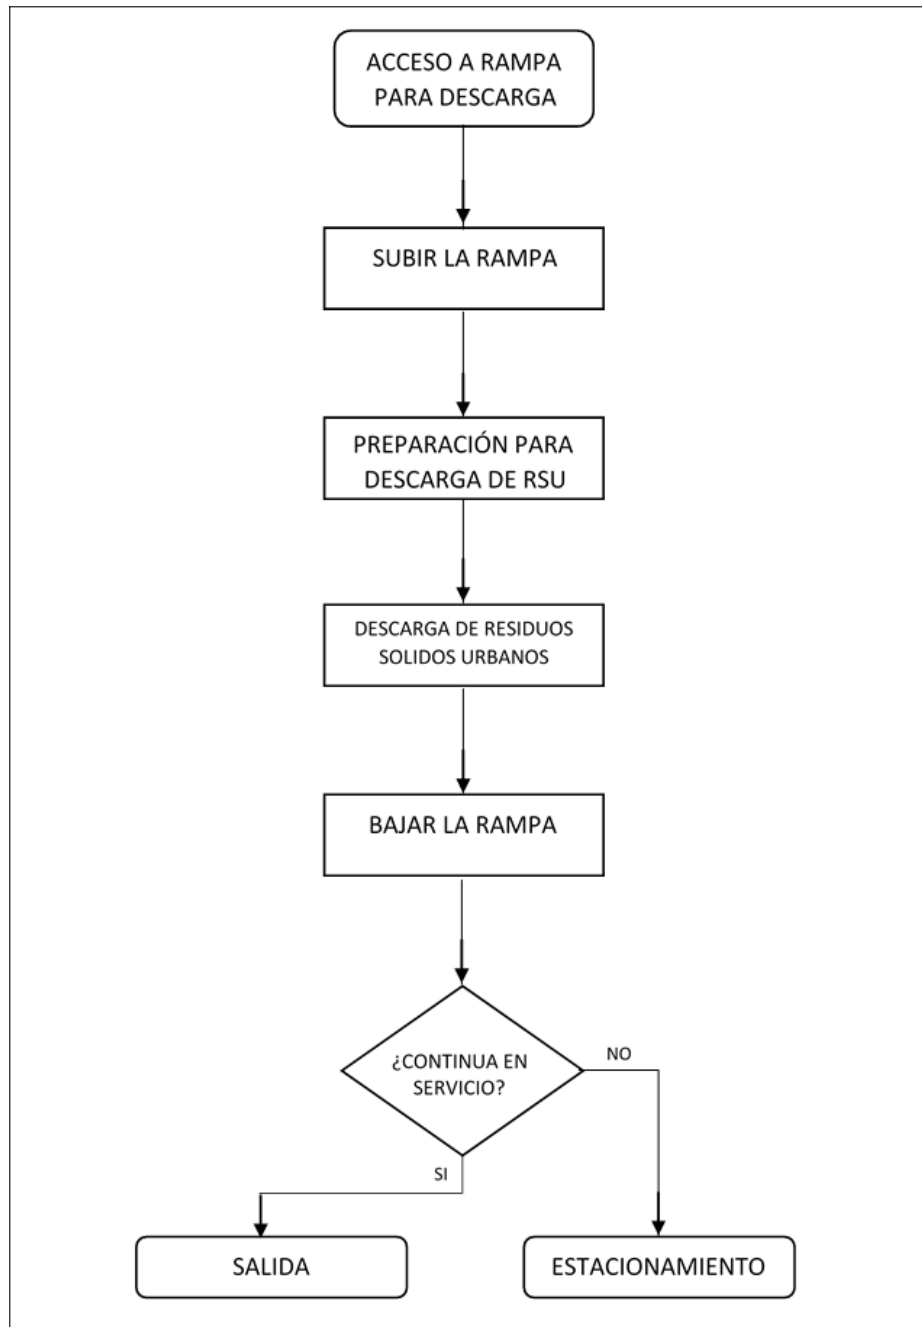 ACCESO A RAMPA
PARA DESCARGA
SUBIR LA RAMPA
PREPARACIÓN PARA
DESCARGA DE RSU
DESCARGA DE RESIDUOS
SOLIDOS URBANOS
BAJAR LA RAMPA
¿CONTINUA EN
SERVICIO?
NO
SI
SALIDA
ESTACIONAMIENTO